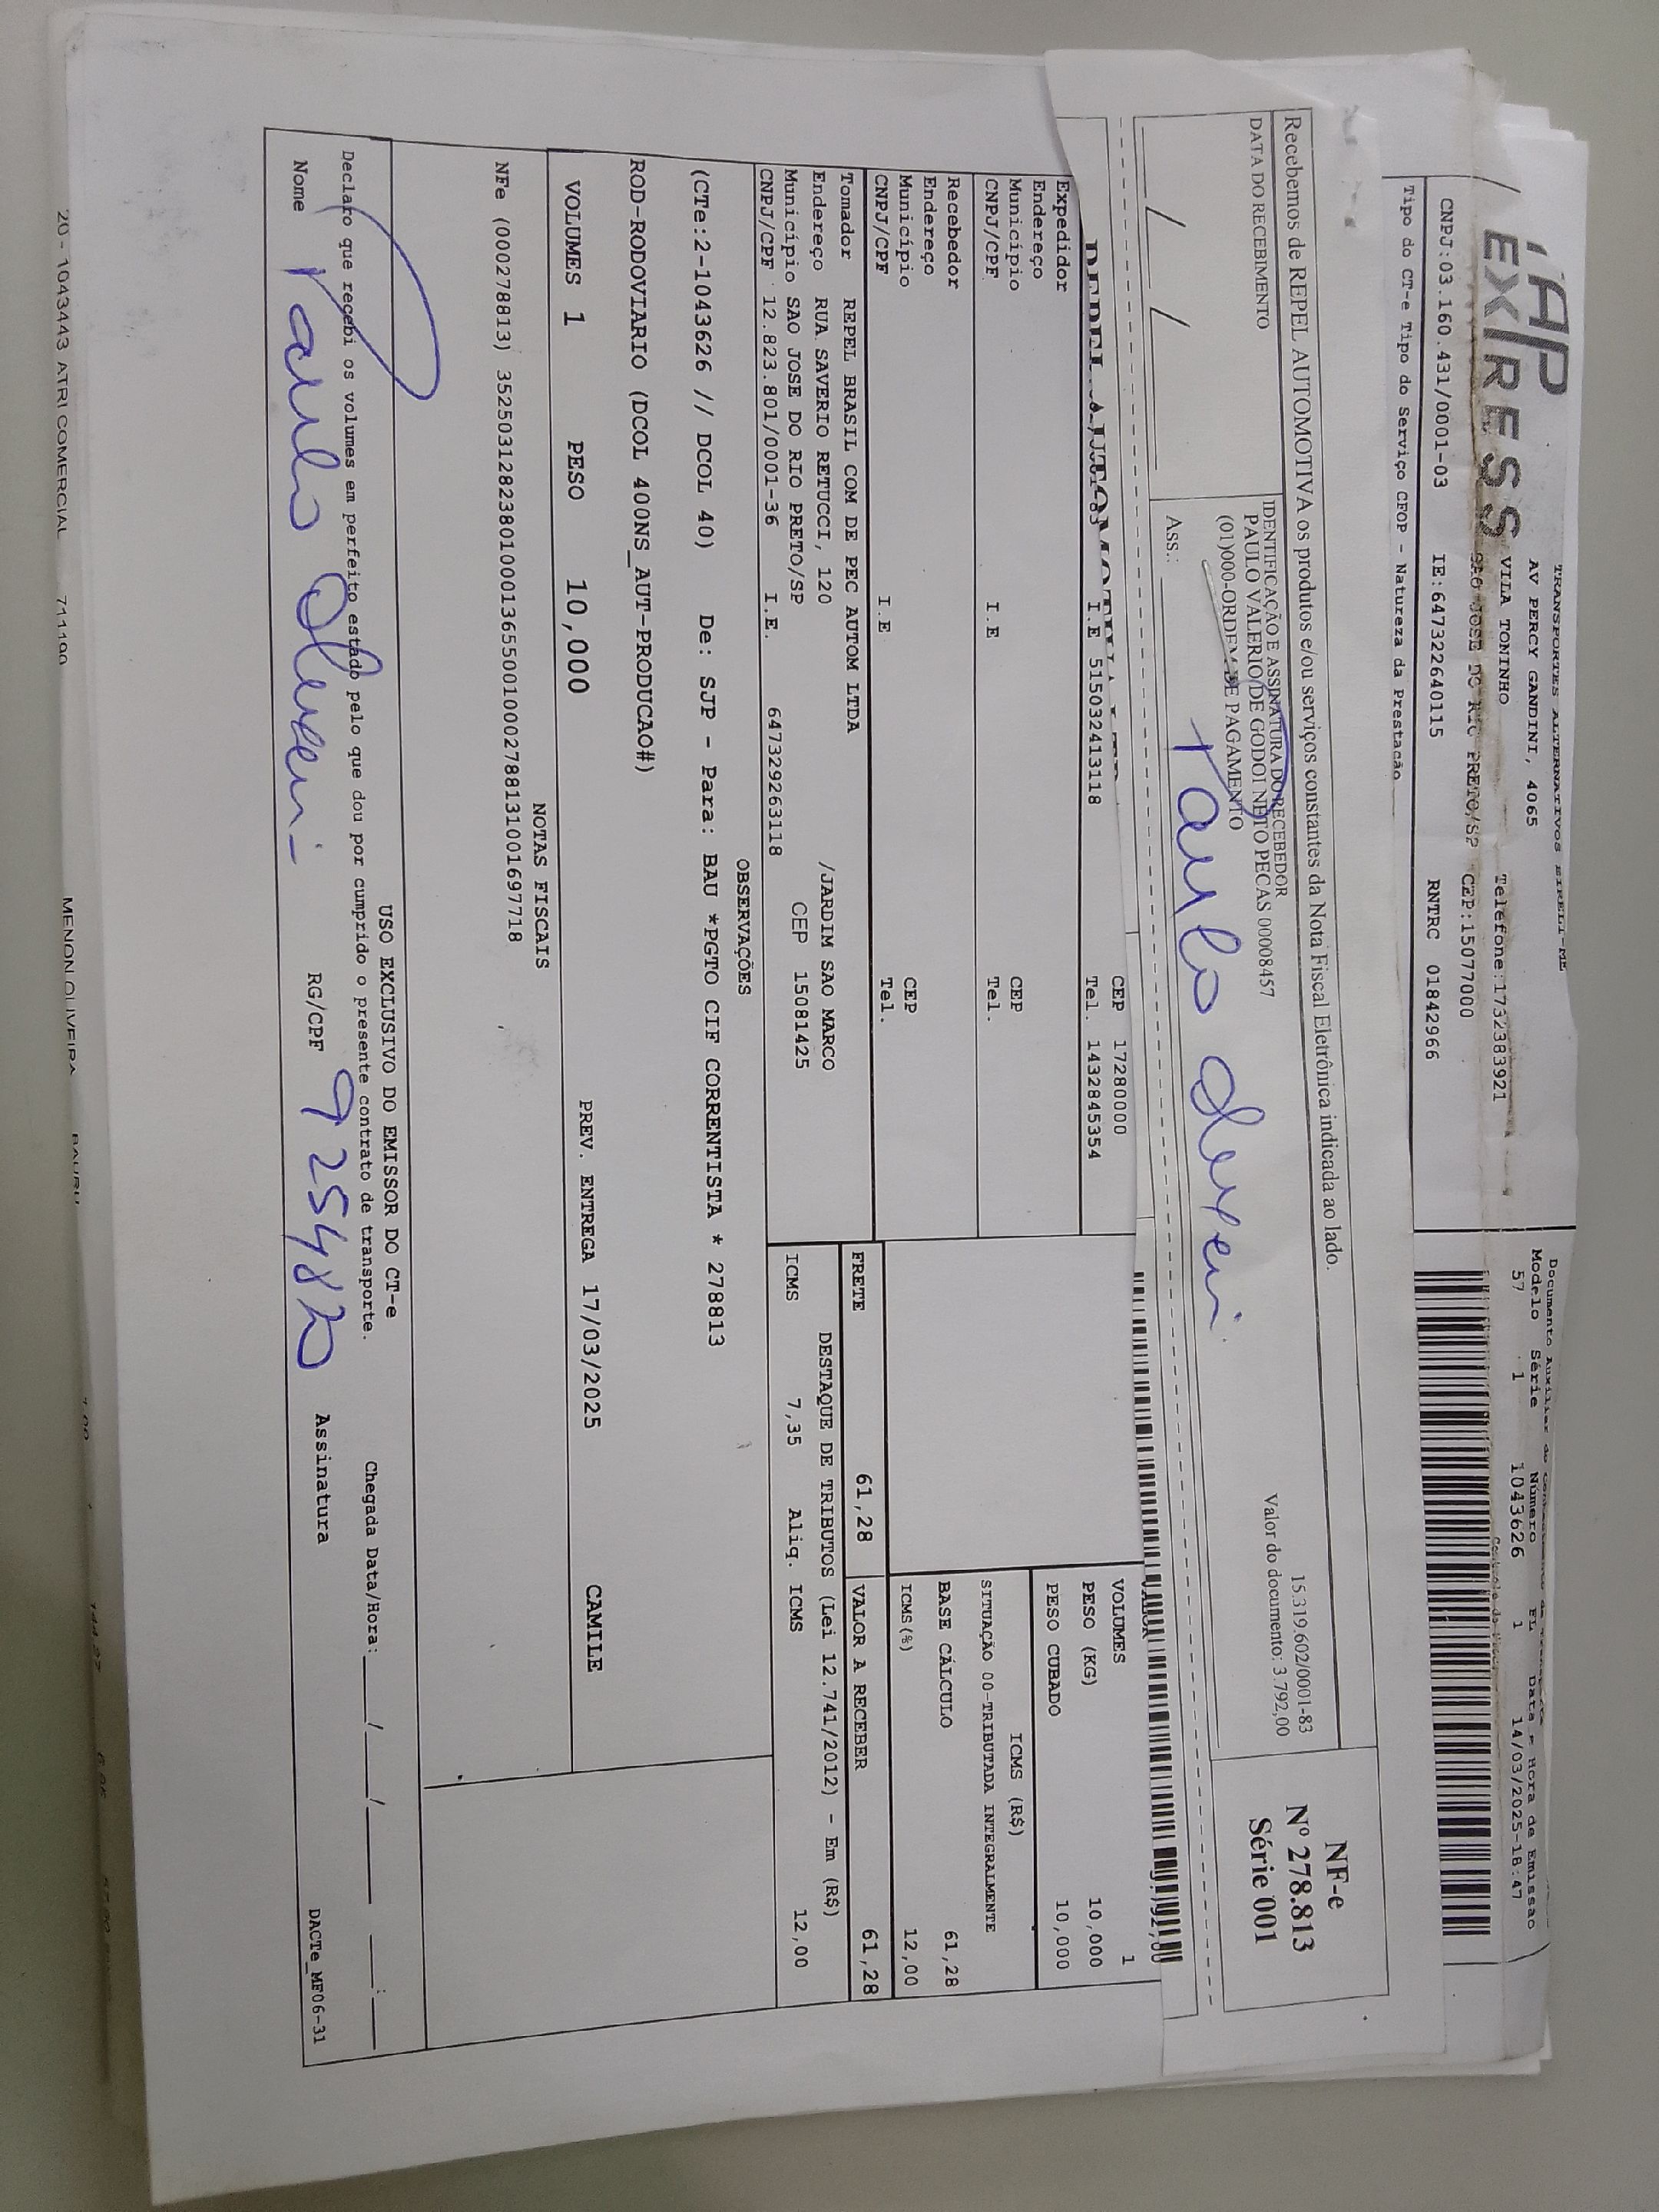 TAP
EXPRESS
TRANSPORTES ALTERNATIVOS EIRELI-ME
AV PERCY GANDINI, 4065
VILA TONINHO Telefone:1732383921
SAO JOSE DO RIO PRETO/SP CEP:15077000
CNPJ:03.160.431/0001-03 IE:647322640115 RNTRC 01842966
Tipo do CT-e Tipo do Serviço CFOP - Natureza da Prestação
Modelo Série Número FL Data e Hora de Emissão
57 1 1043626 1 14/03/2025-18:47
Recebemos de REPEL AUTOMOTIVA os produtos e/ou serviços constantes da Nota Fiscal Eletrônica indicada ao lado.
DATA DO RECEBIMENTO
IDENTIFICAÇÃO E ASSINATURA DO RECEBEDOR
PAULO VALERIO DE GODOI NETO PECAS 00008457
(01)000-ORDEM DE PAGAMENTO
15.319.602/0001-83
Valor do documento: 3.792,00
NF-e
Nº 278.813
Série 001
ASS.: Paulo
CEP 17280000
I.E 515032413118 Tel. 1432845354
Expedidor
Endereço
Município CEP
CNPJ/CPF I.E Tel.
Recebedor
Endereço
Município CEP
CNPJ/CPF I.E Tel.
VOLUMES 1
PESO (KG) 10,000
PESO CUBADO 10,000
ICMS (R$)
SITUAÇÃO 00-TRIBUTADA INTEGRALMENTE
BASE CÁLCULO 61,28
ICMS(%) 12,00
Tomador REPEL BRASIL COM DE PEC AUTOM LTDA
Endereço RUA SAVERIO RETUCCI, 120 /JARDIM SAO MARCO
Município SAO JOSE DO RIO PRETO/SP CEP 15081425
CNPJ/CPF 12.823.801/0001-36 I.E. 647329263118
FRETE 61,28 VALOR A RECEBER 61,28
DESTAQUE DE TRIBUTOS (Lei 12.741/2012) - Em (R$)
ICMS 7,35 Aliq. ICMS 12,00
OBSERVAÇÕES
(CTe:2-1043626 // DCOL 40) De: SJP - Para: BAU *PGTO CIF CORRENTISTA * 278813
ROD-RODOVIARIO (DCOL 400NS_AUT-PRODUCAO#)
VOLUMES 1 PESO 10,000 PREV. ENTREGA 17/03/2025 CAMILE
NOTAS FISCAIS
NFe (000278813) 35250312823801000136550010002788131001697718
USO EXCLUSIVO DO EMISSOR DO CT-e
Declaro que recebi os volumes em perfeito estado pelo que dou por cumprido o presente contrato de transporte.
Chegada Data/Hora: ___/___/___ ___:___
Nome Paulo RG/CPF Assinatura
DACTe_MF06-31
20 - 1043443 ATRI COMERCIAL 711190 MENON OLIVEIRA BAURU